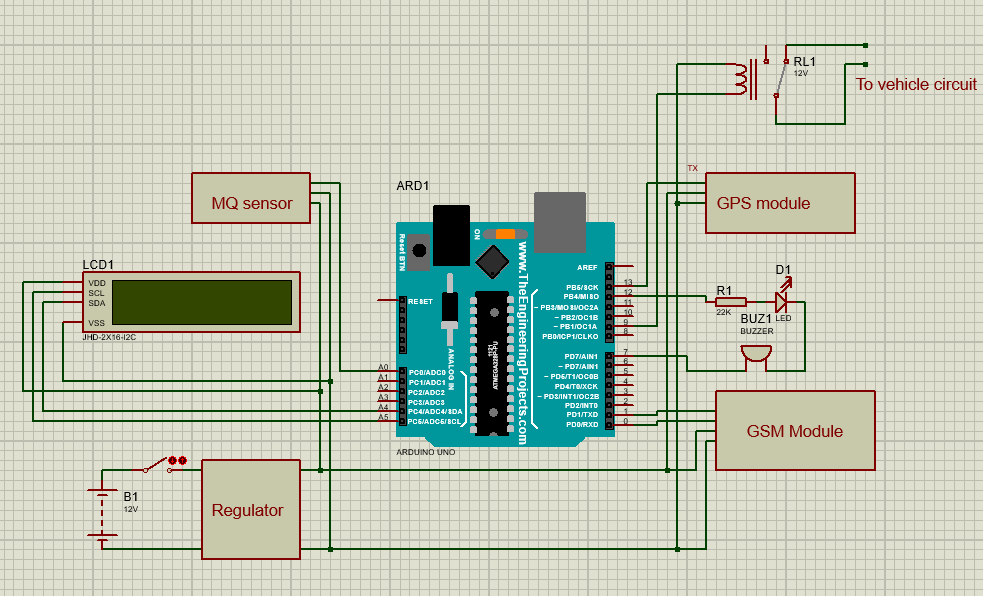 RL1
12V
To vehicle circuit
TX
GPS module
MQ sensor
ARD1
LCD1
VDD
SCL
SDA
VSS
JHD-2X16-I2C
Reset BTN
ON
www.TheEngineeringProjects.com
RESET
ANALOG IN
A0 PC0/ADC0
A1 PC1/ADC1
A2 PC2/ADC2
A3 PC3/ADC3
A4 PC4/ADC4/SDA
A5 PC5/ADC5/SCL
AREF
PB5/SCK 13
PB4/MISO 12
~ PB3/MOSI/OC2A 11
~ PB2/OC1B 10
~ PB1/OC1A 9
PB0/ICP1/CLKO 8
PD7/AIN1 7
~ PD7/AIN1 6
~ PD5/T1/OC0B 5
PD4/T0/XCK 4
~ PD3/INT1/OC2B 3
PD2/INT0 2
PD1/TXD 1
PD0/RXD 0
ARDUINO UNO
D1
LED
R1
22K
BUZ1
BUZZER
GSM Module
B1
12V
Regulator